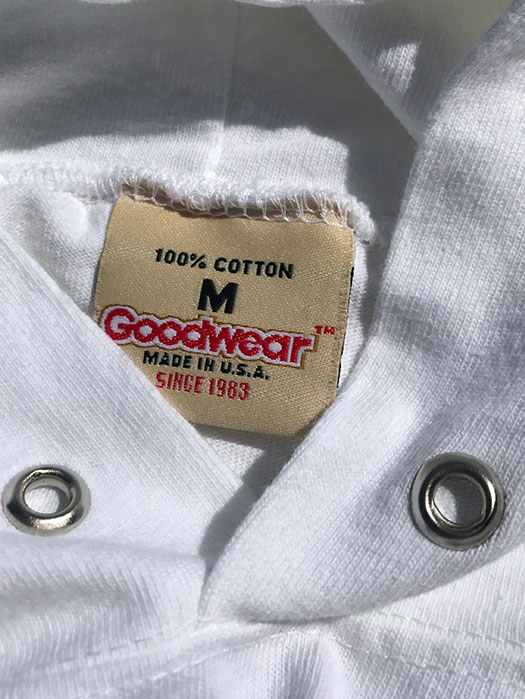 100% COTTON
M
Goodwear™
MADE IN U.S.A.
SINCE 1983